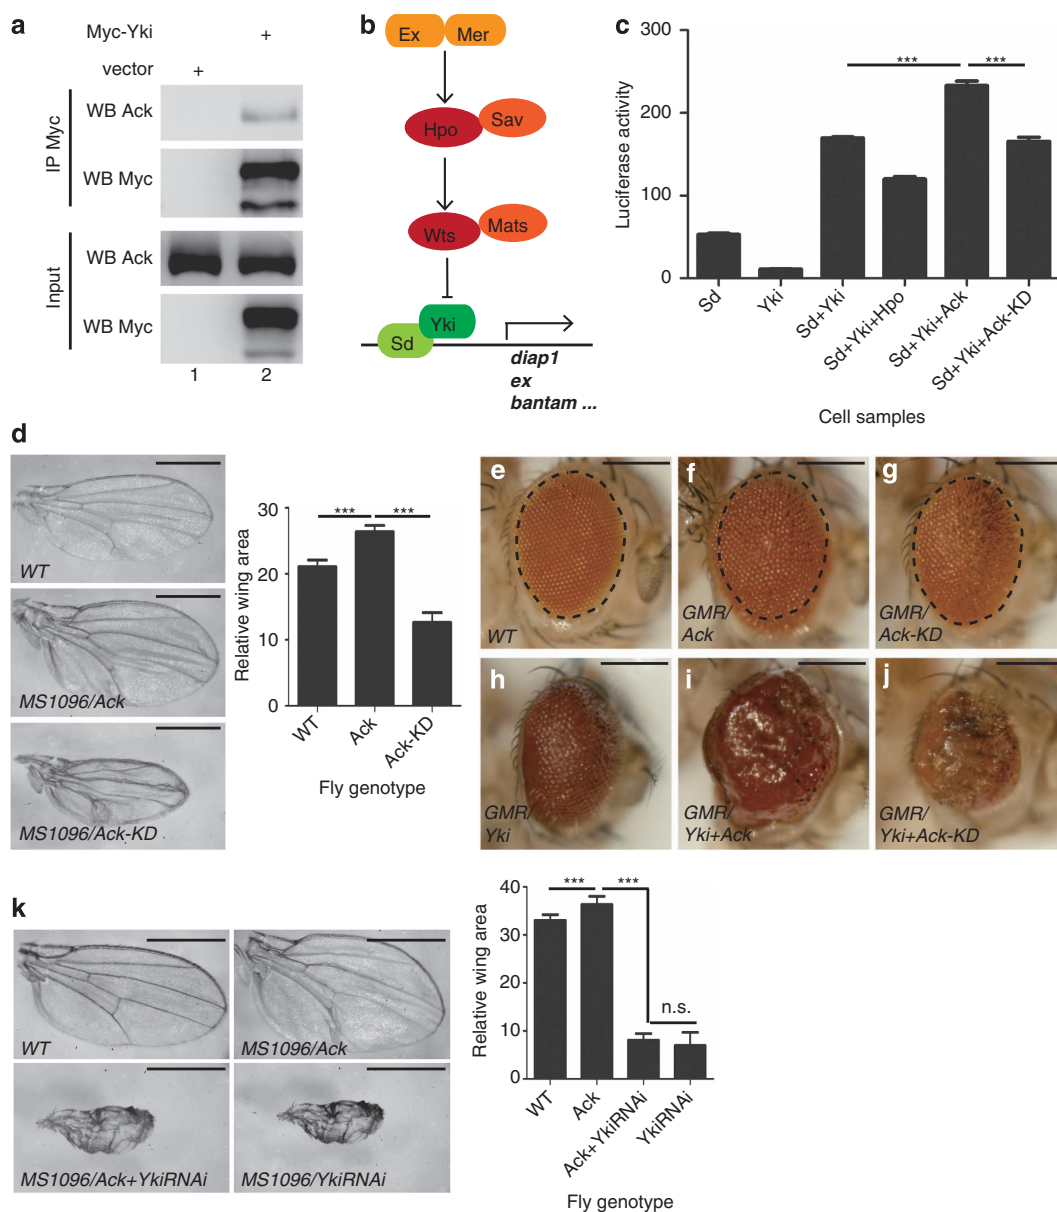 a
Myc-Yki +
vector +
IP Myc
WB Ack
WB Myc
Input
WB Ack
WB Myc
1 2
b
Ex Mer
Hpo Sav
Wts Mats
Yki
Sd
diap1
ex
bantam ...
c
Luciferase activity
300
200
100
0
*** ***
Sd
Yki
Sd+Yki
Sd+Yki+Hpo
Sd+Yki+Ack
Sd+Yki+Ack-KD
Cell samples
d
WT
MS1096/Ack
MS1096/Ack-KD
Relative wing area
30
20
10
0
*** ***
WT
Ack
Ack-KD
Fly genotype
e
WT
f
GMR/
Ack
g
GMR/
Ack-KD
h
GMR/
Yki
i
GMR/
Yki+Ack
j
GMR/
Yki+Ack-KD
k
WT
MS1096/Ack
MS1096/Ack+YkiRNAi
MS1096/YkiRNAi
Relative wing area
40
30
20
10
0
*** ***
n.s.
WT
Ack
Ack+YkiRNAi
YkiRNAi
Fly genotype